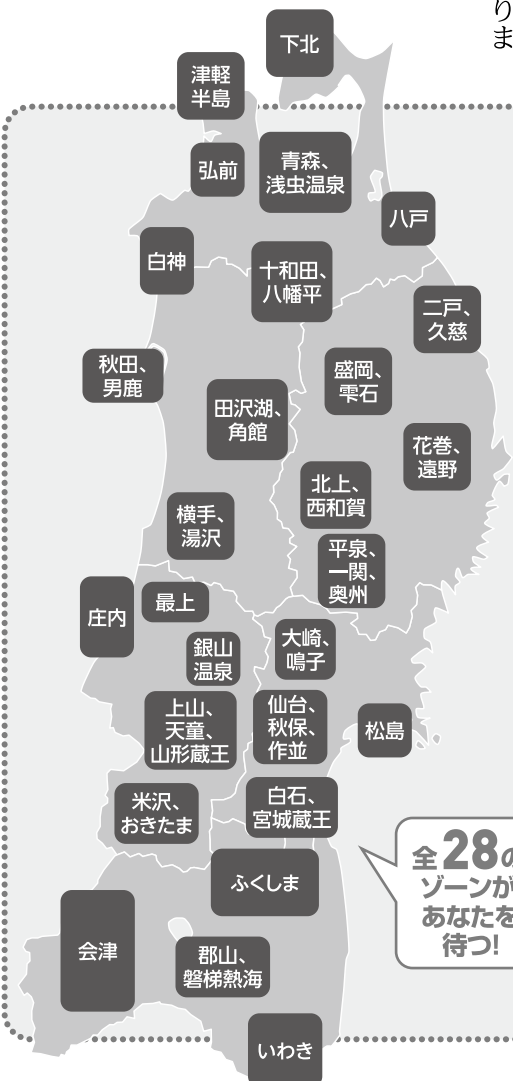 りま
下北
津軽
半島
弘前
青森、
浅虫温泉
八戸
白神
十和田、
八幡平
二戸、
久慈
秋田、
男鹿
盛岡、
雫石
田沢湖、
角館
花巻、
遠野
北上、
西和賀
横手、
湯沢
平泉、
一関、
奥州
庄内
最上
大崎、
鳴子
銀山
温泉
上山、
天童、
山形蔵王
仙台、
秋保、
作並
松島
米沢、
おきたま
白石、
宮城蔵王
全28の
ゾーンが
あなたを
待つ!
ふくしま
会津
郡山、
磐梯熱海
いわき